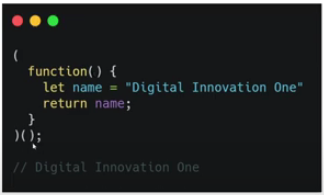 (
  function() {
    let name = "Digital Innovation One"
    return name;
  }
)();
// Digital Innovation One